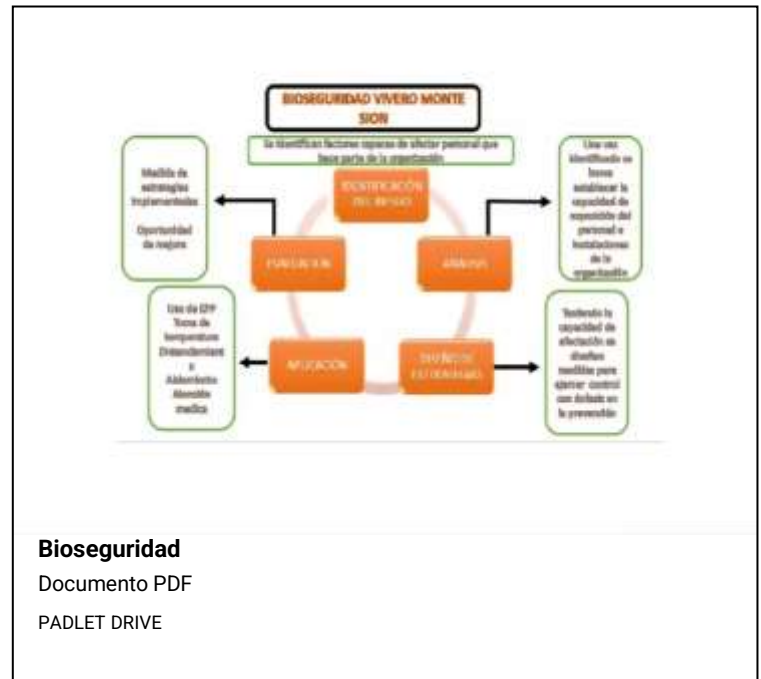 BIOSEGURIDAD VIVERO MONTE
SION
Se identifican factores capaces de afectar personal que
hace parte de la organización
IDENTIFICACIÓN
DEL RIESGO
ANÁLISIS
Una vez
identificado se
busca
establecer la
capacidad de
exposición del
personal e
instalaciones
de la
organización
DISEÑO DE
ESTRATEGIAS
Teniendo la
capacidad de
afectación se
diseñan
medidas para
ejercer control
con énfasis en
la prevención
APLICACIÓN
Uso de EPP
Toma de
temperatura
Distanciamient
o
Aislamiento
Atención
medica
EVALUACIÓN
Medida de
estrategias
implementadas
Oportunidad
de mejora
Bioseguridad
Documento PDF
PADLET DRIVE